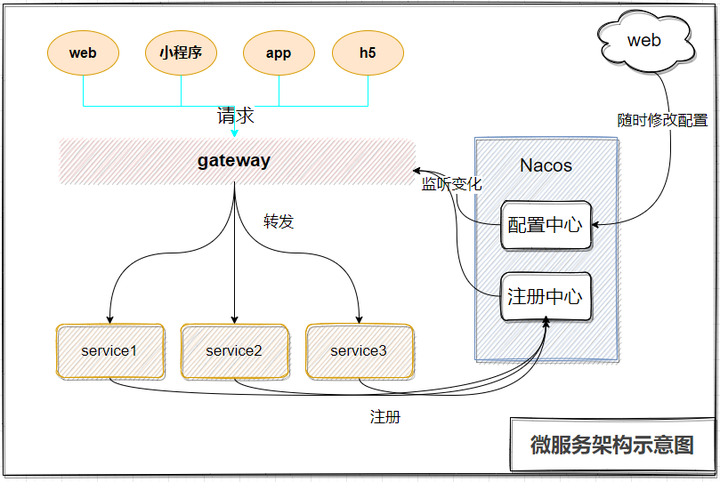 web
小程序
app
h5
web
请求
随时修改配置
gateway
Nacos
监听变化
转发
配置中心
注册中心
service1
service2
service3
注册
微服务架构示意图